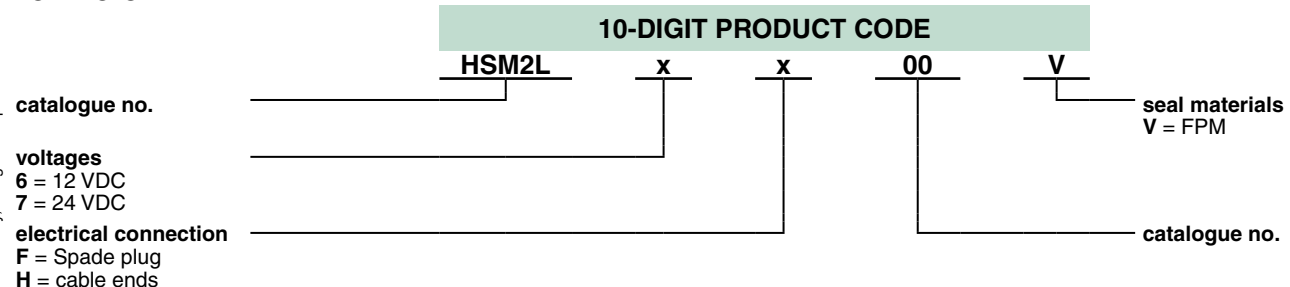 10-DIGIT PRODUCT CODE
HSM2L x x 00 V
catalogue no.
seal materials
V = FPM
voltages
6 = 12 VDC
7 = 24 VDC
electrical connection
catalogue no.
F = Spade plug
H = cable ends